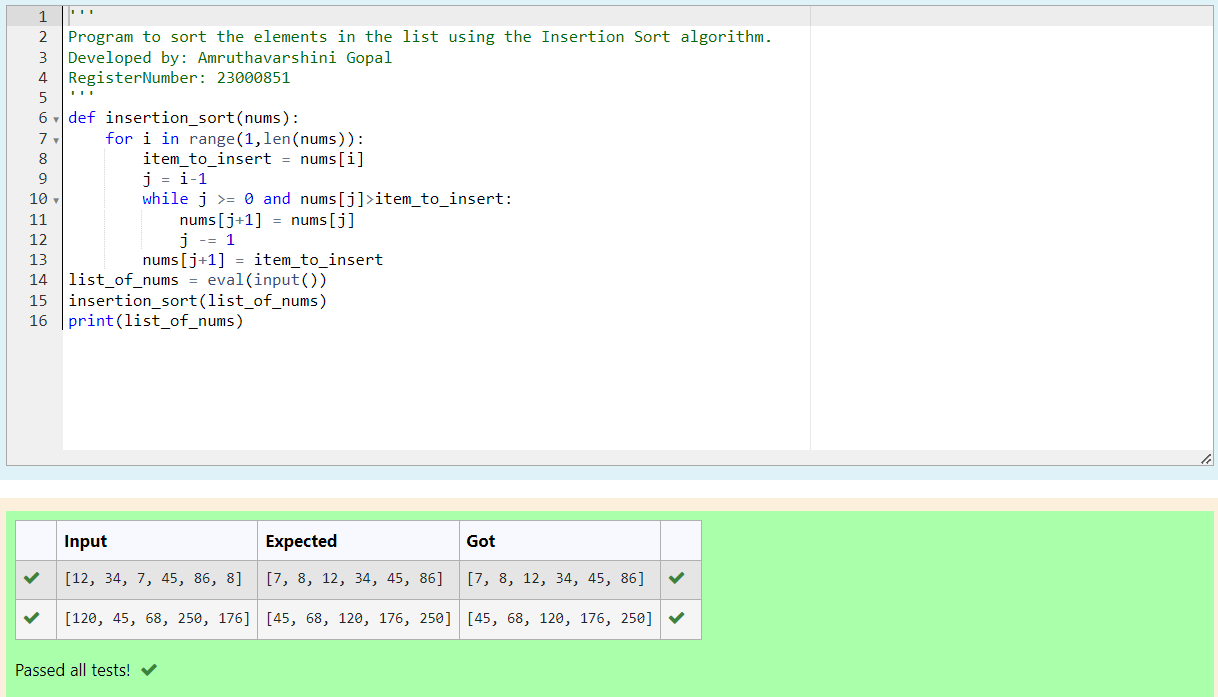 1 '''
2 Program to sort the elements in the list using the Insertion Sort algorithm.
3 Developed by: Amruthavarshini Gopal
4 RegisterNumber: 23000851
5 '''
6 def insertion_sort(nums):
7     for i in range(1,len(nums)):
8         item_to_insert = nums[i]
9         j = i-1
10         while j >= 0 and nums[j]>item_to_insert:
11             nums[j+1] = nums[j]
12             j -= 1
13         nums[j+1] = item_to_insert
14 list_of_nums = eval(input())
15 insertion_sort(list_of_nums)
16 print(list_of_nums)
Input Expected Got
[12, 34, 7, 45, 86, 8] [7, 8, 12, 34, 45, 86] [7, 8, 12, 34, 45, 86]
[120, 45, 68, 250, 176] [45, 68, 120, 176, 250] [45, 68, 120, 176, 250]
Passed all tests!